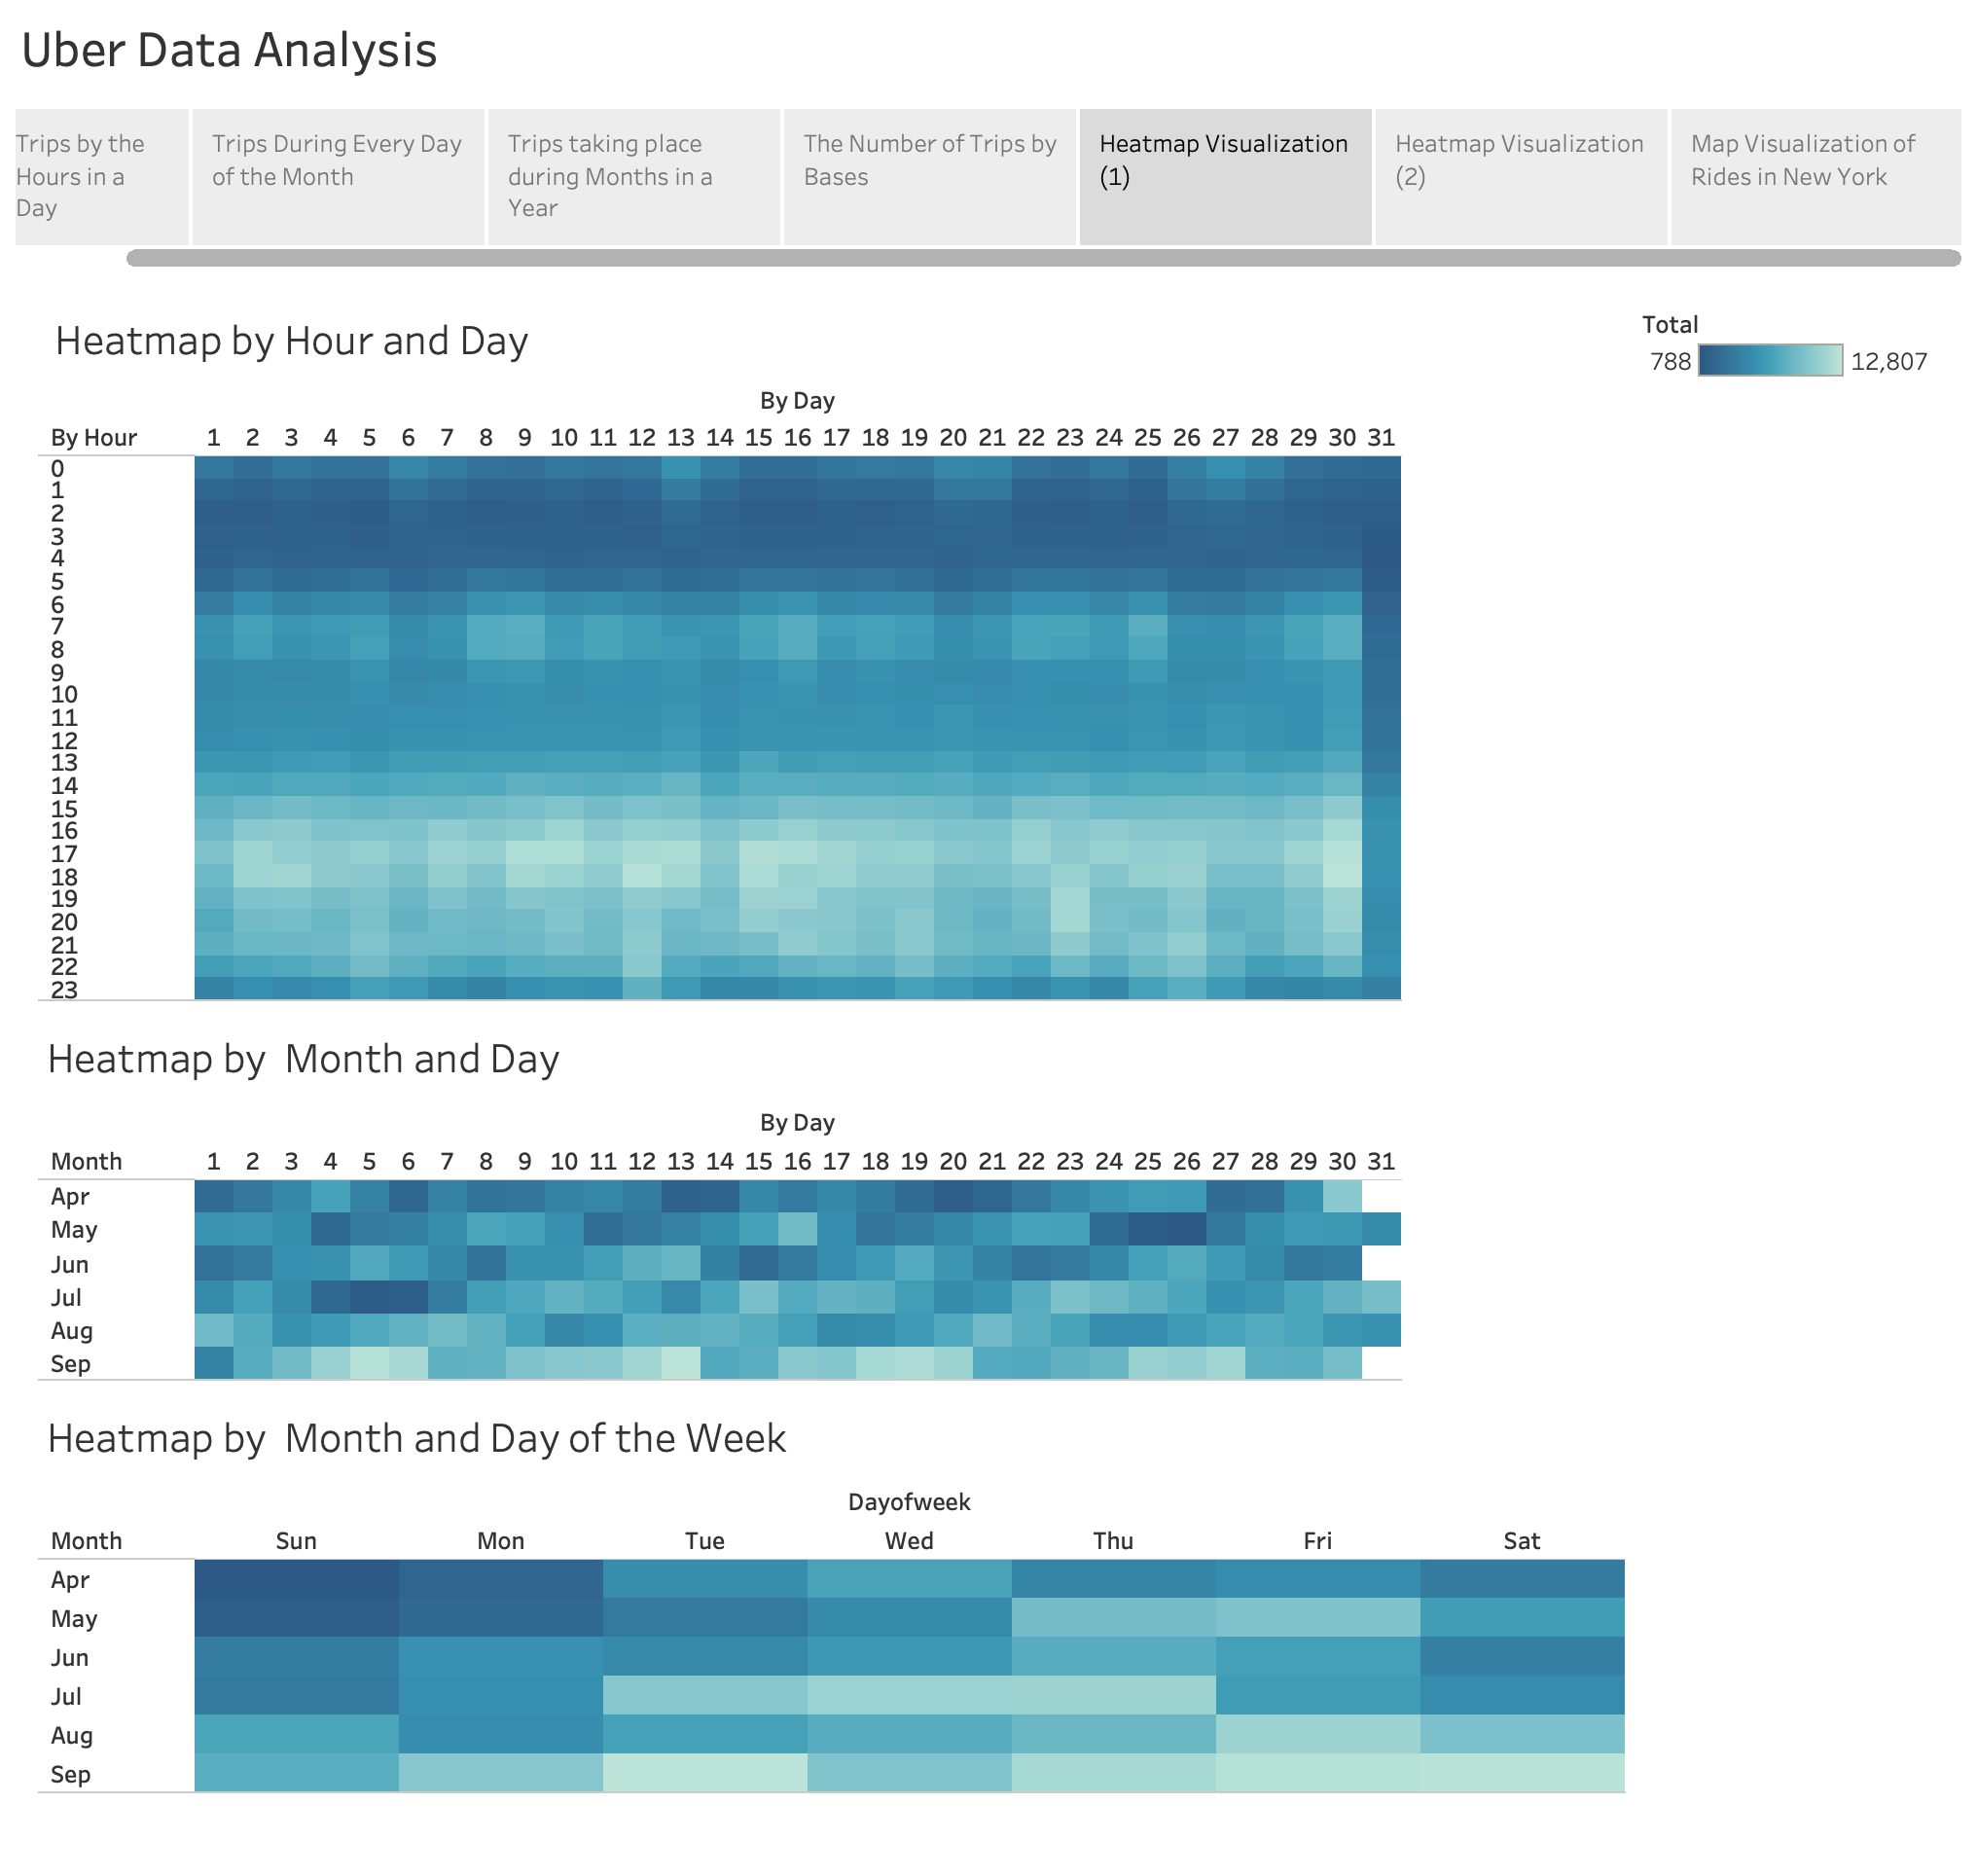 Uber Data Analysis
Trips by the Hours in a Day
Trips During Every Day of the Month
Trips taking place during Months in a Year
The Number of Trips by Bases
Heatmap Visualization (1)
Heatmap Visualization (2)
Map Visualization of Rides in New York
Heatmap by Hour and Day
Total
788 12,807
By Day
By Hour 1 2 3 4 5 6 7 8 9 10 11 12 13 14 15 16 17 18 19 20 21 22 23 24 25 26 27 28 29 30 31
0
1
2
3
4
5
6
7
8
9
10
11
12
13
14
15
16
17
18
19
20
21
22
23
Heatmap by  Month and Day
By Day
Month 1 2 3 4 5 6 7 8 9 10 11 12 13 14 15 16 17 18 19 20 21 22 23 24 25 26 27 28 29 30 31
Apr
May
Jun
Jul
Aug
Sep
Heatmap by  Month and Day of the Week
Dayofweek
Month Sun Mon Tue Wed Thu Fri Sat
Apr
May
Jun
Jul
Aug
Sep